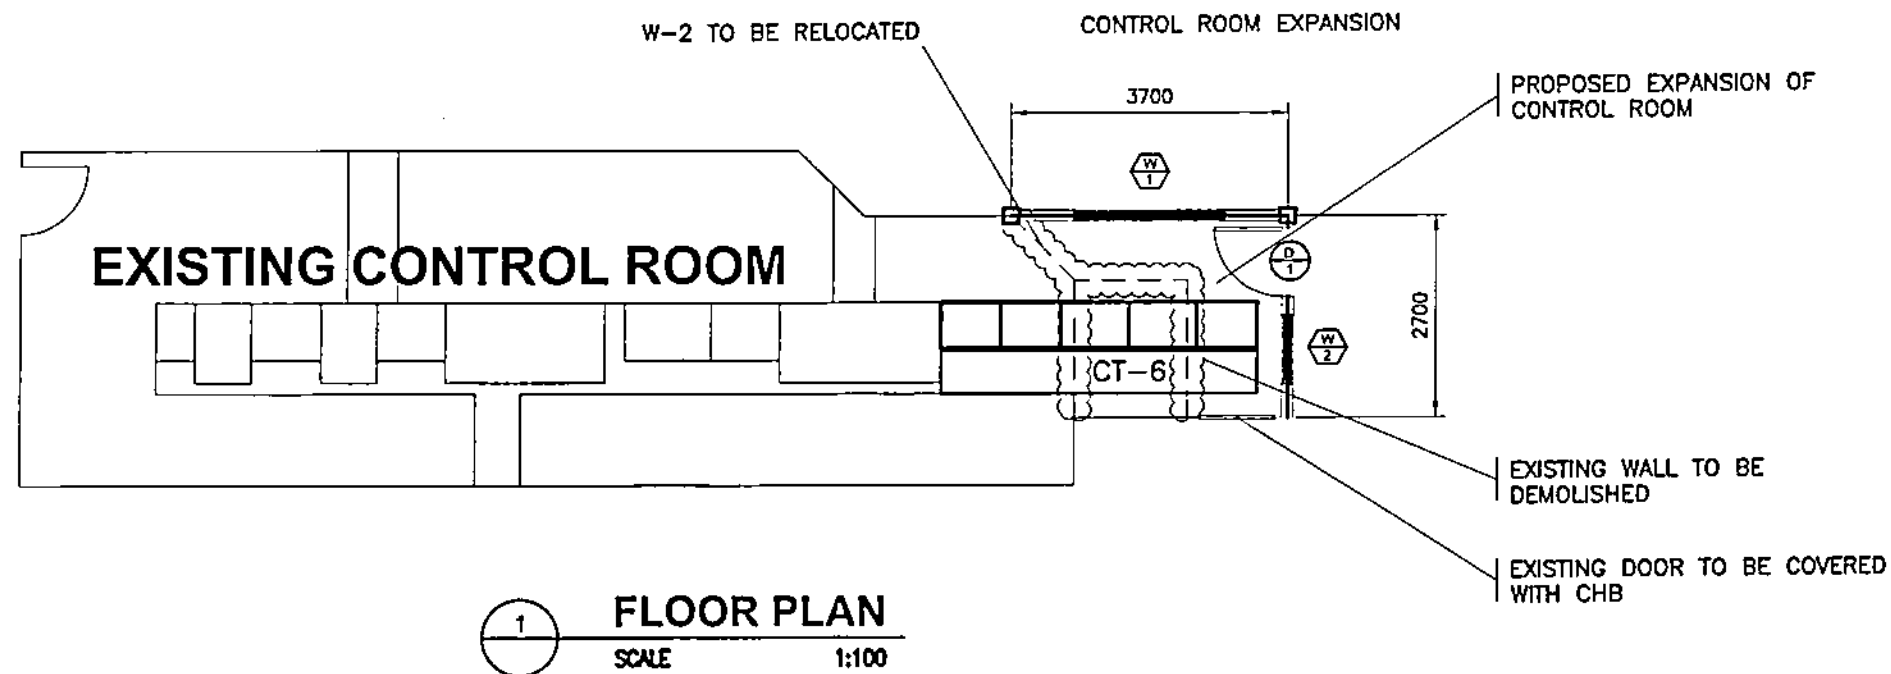 W-2 TO BE RELOCATED
CONTROL ROOM EXPANSION
PROPOSED EXPANSION OF
CONTROL ROOM
3700
W
1
EXISTING CONTROL ROOM
D
1
2700
W
2
CT-6
EXISTING WALL TO BE
DEMOLISHED
EXISTING DOOR TO BE COVERED
WITH CHB
1
FLOOR PLAN
SCALE 1:100